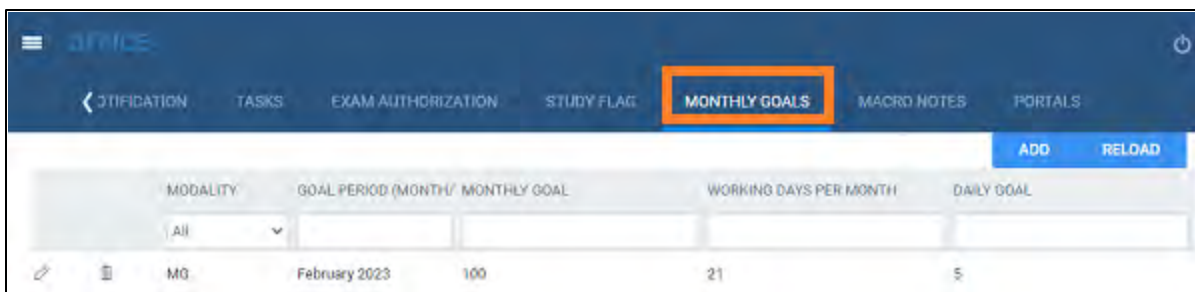 OFFICE
OTIFICATION TASKS EXAM AUTHORIZATION STUDY FLAG MONTHLY GOALS MACRO NOTES PORTALS
ADD RELOAD
MODALITY GOAL PERIOD (MONTH/ MONTHLY GOAL WORKING DAYS PER MONTH DAILY GOAL
All
MG February 2023 100 21 5